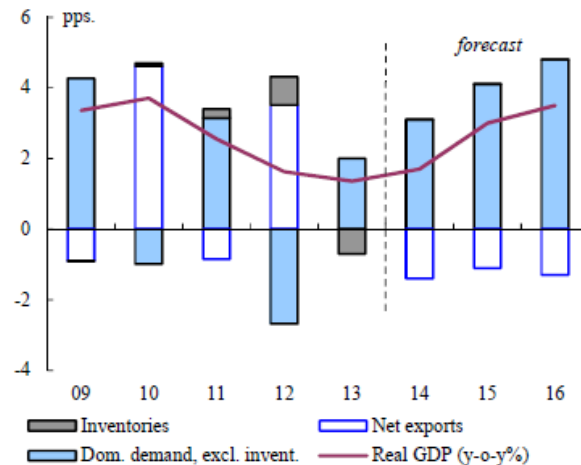 pps.
forecast
6
4
2
0
-2
-4
09 10 11 12 13 14 15 16
Inventories Net exports
Dom. demand, excl. invent. Real GDP (y-o-y%)